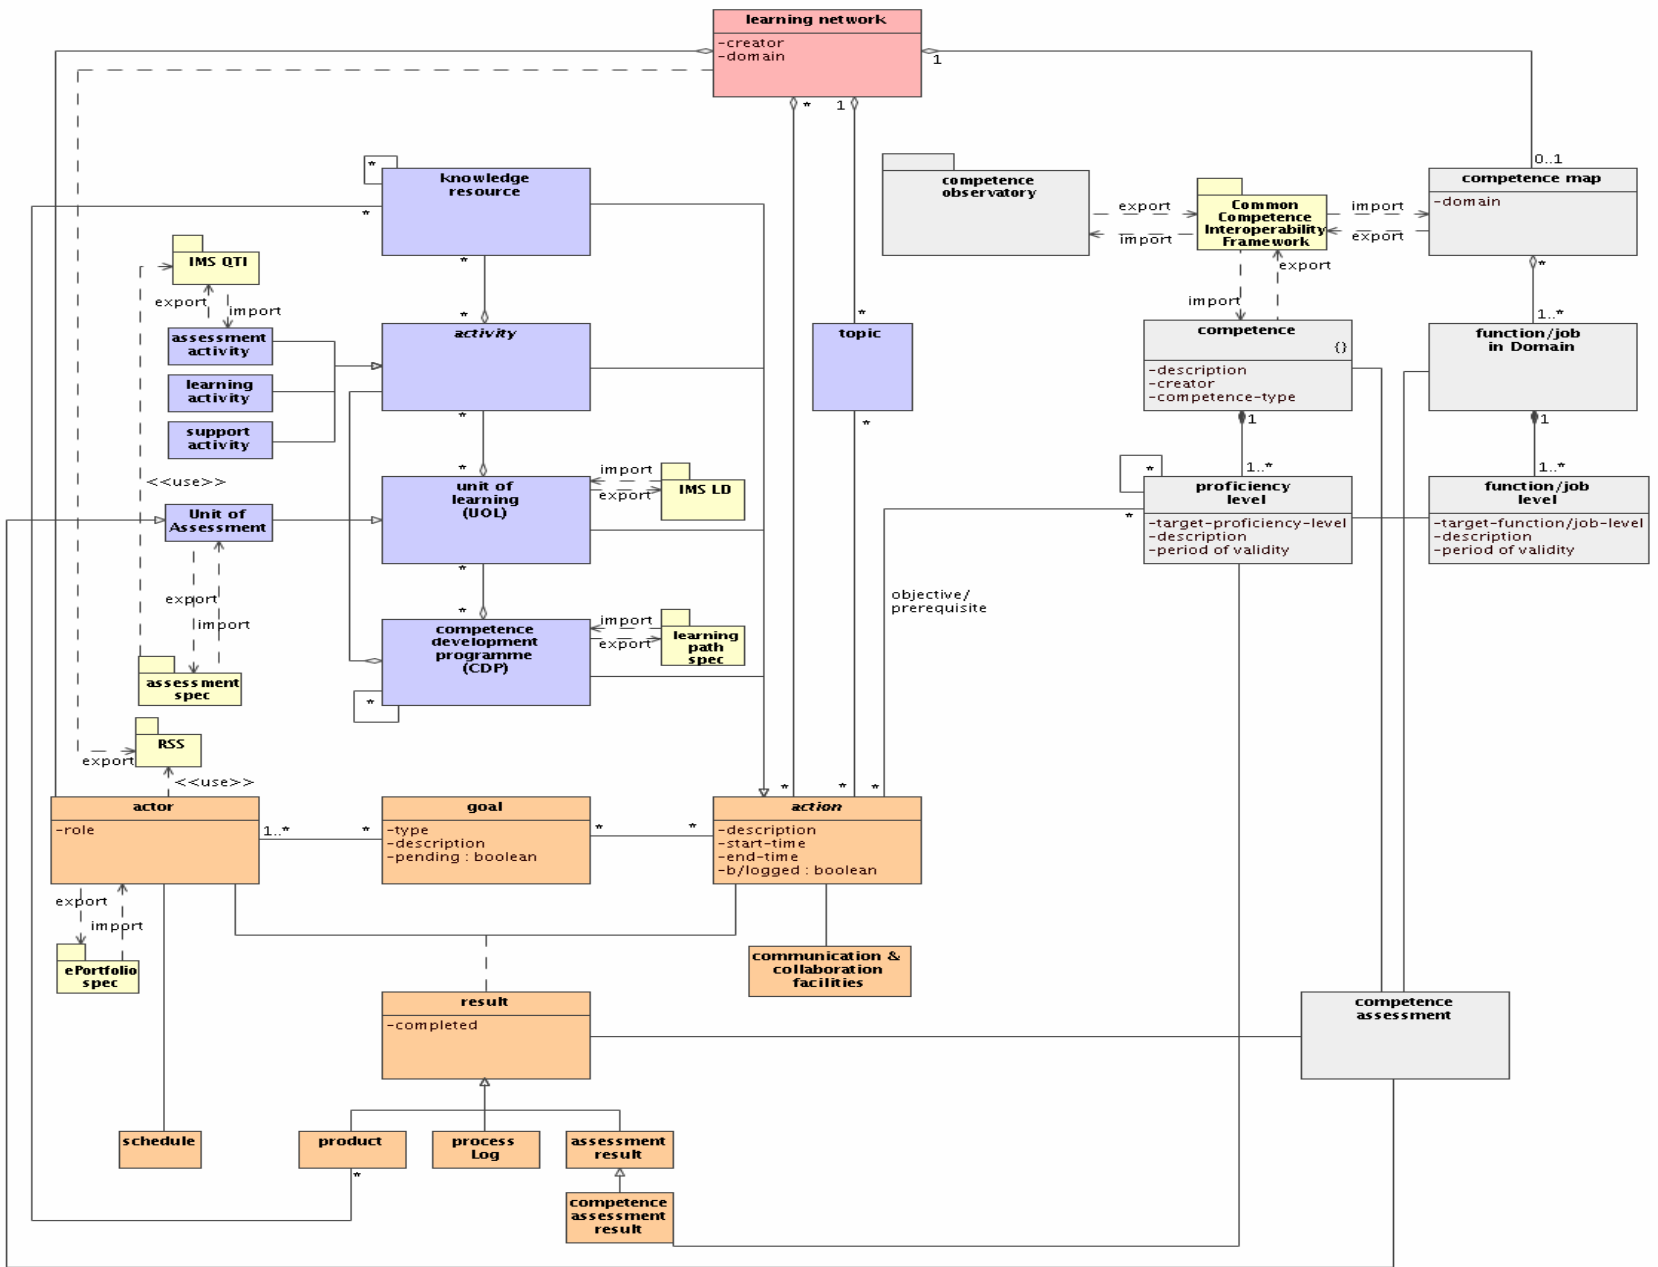 learning network
-creator
-domain
1
*
1
0..1
*
knowledge
resource
*
*
competence
observatory
export
import
Common
Competence
Interoperability
Framework
import
export
competence map
-domain
*
IMS QTI
export
import
import
export
*
activity
*
topic
competence
{}
-description
-creator
-competence-type
1
1..*
function/job
in Domain
1
assessment
activity
learning
activity
support
activity
*
*
*
<<use>>
unit of
learning
(UOL)
import
export
IMS LD
1..*
*
proficiency
level
-target-proficiency-level
-description
-period of validity
*
1..*
function/job
level
-target-function/job-level
-description
-period of validity
Unit of
Assessment
export
import
*
*
objective/
prerequisite
competence
development
programme
(CDP)
import
export
learning
path
spec
*
assessment
spec
RSS
export
<<use>>
*
*
*
actor
-role
1..*
*
goal
-type
-description
-pending : boolean
*
*
action
-description
-start-time
-end-time
-b/logged : boolean
export
import
ePortfolio
spec
communication &
collaboration
facilities
result
-completed
competence
assessment
schedule
product
*
process
Log
assessment
result
competence
assessment
result